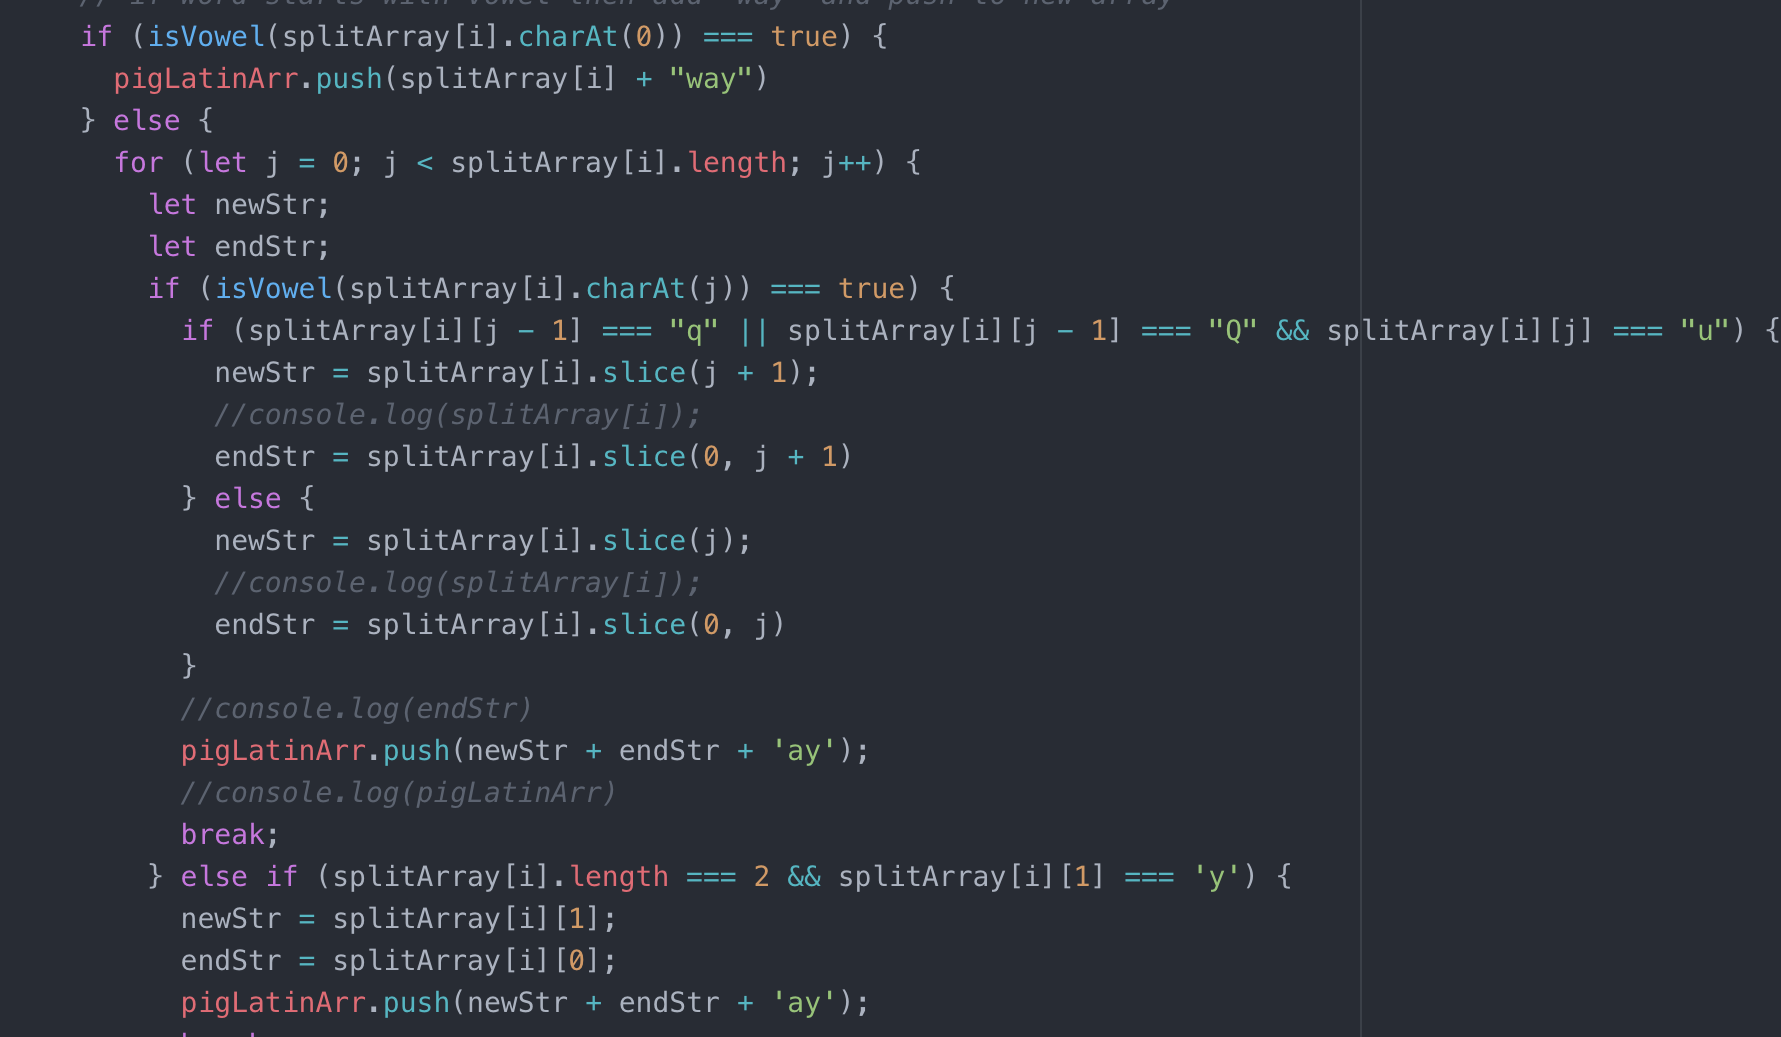 // if word starts with vowel then add "way" and push to new array
if (isVowel(splitArray[i].charAt(0)) === true) {
pigLatinArr.push(splitArray[i] + "way")
} else {
for (let j = 0; j < splitArray[i].length; j++) {
let newStr;
let endStr;
if (isVowel(splitArray[i].charAt(j)) === true) {
if (splitArray[i][j - 1] === "q" || splitArray[i][j - 1] === "Q" && splitArray[i][j] === "u") {
newStr = splitArray[i].slice(j + 1);
//console.log(splitArray[i]);
endStr = splitArray[i].slice(0, j + 1)
} else {
newStr = splitArray[i].slice(j);
//console.log(splitArray[i]);
endStr = splitArray[i].slice(0, j)
}
//console.log(endStr)
pigLatinArr.push(newStr + endStr + 'ay');
//console.log(pigLatinArr)
break;
} else if (splitArray[i].length === 2 && splitArray[i][1] === 'y') {
newStr = splitArray[i][1];
endStr = splitArray[i][0];
pigLatinArr.push(newStr + endStr + 'ay');